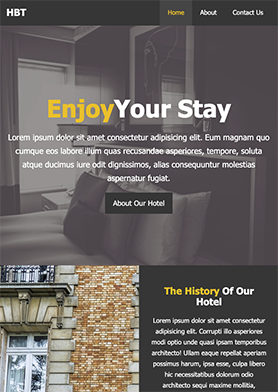 HBT
Home About Contact Us
EnjoyYour Stay
Lorem ipsum dolor sit amet consectetur adipisicing elit. Eum magnam quo
cumque eos labore illum quas recusandae asperiores, tempore, soluta
atque ducimus iure odit dignissimos, alias consequuntur molestias
aspernatur fugiat.
About Our Hotel
The History Of Our
Hotel
Lorem ipsum dolor sit amet consectetur
adipisicing elit. Corrupti illo asperiores
modi optio unde quasi ipsam temporibus
architecto! Ullam eaque repellat aperiam
possimus harum, ipsa esse, culpa libero
hic necessitatibus dolorum odio
architecto delectus sequi maxime mollitia,